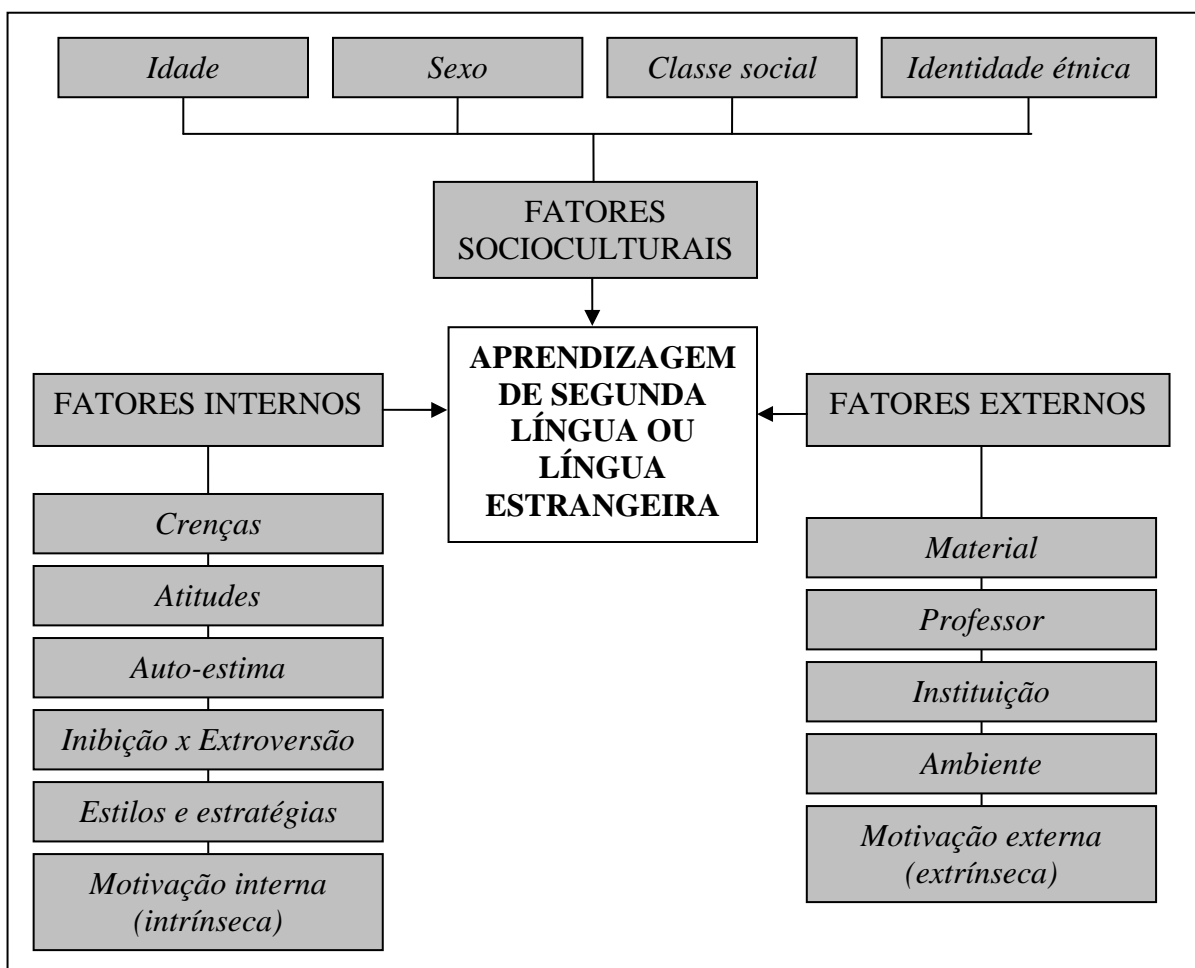 Idade
Sexo
Classe social
Identidade étnica
FATORES
SOCIOCULTURAIS
APRENDIZAGEM
DE SEGUNDA
LÍNGUA OU
LÍNGUA
ESTRANGEIRA
FATORES INTERNOS
Crenças
Atitudes
Auto-estima
Inibição x Extroversão
Estilos e estratégias
Motivação interna
(intrínseca)
FATORES EXTERNOS
Material
Professor
Instituição
Ambiente
Motivação externa
(extrínseca)